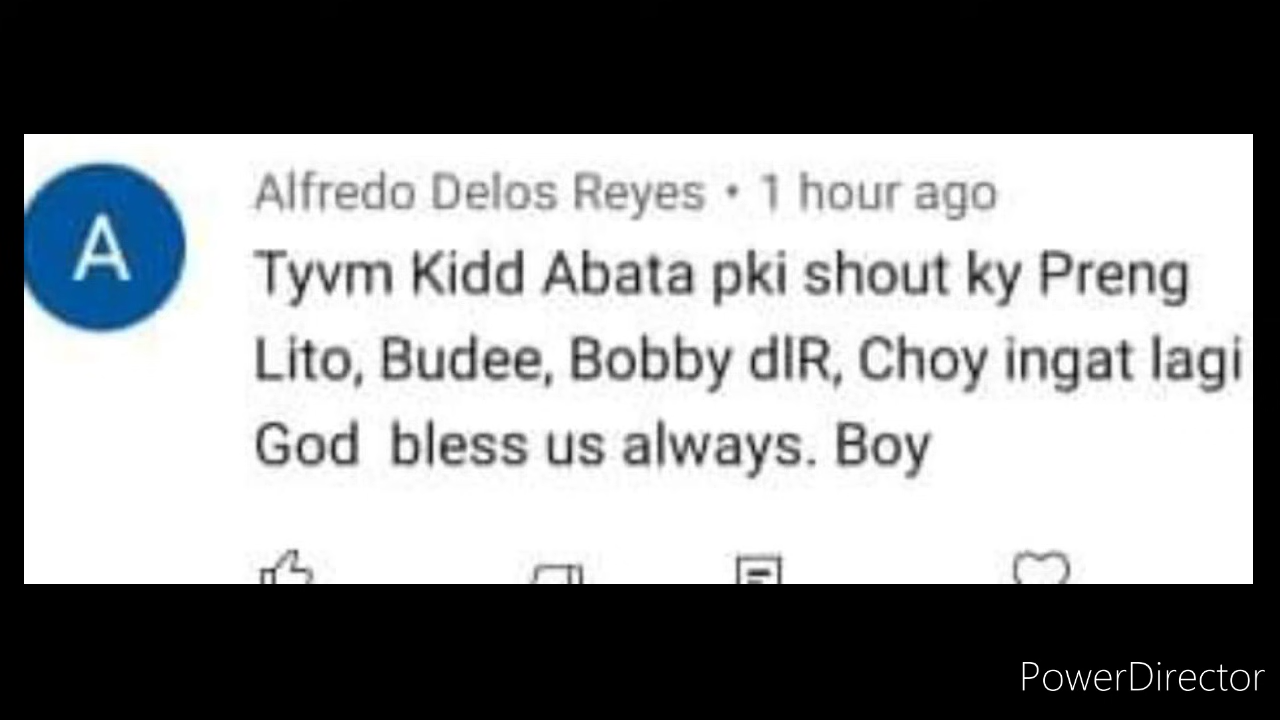 A
Alfredo Delos Reyes • 1 hour ago
Tyvm Kidd Abata pki shout ky Preng
Lito, Budee, Bobby dlR, Choy ingat lagi
God bless us always. Boy
PowerDirector